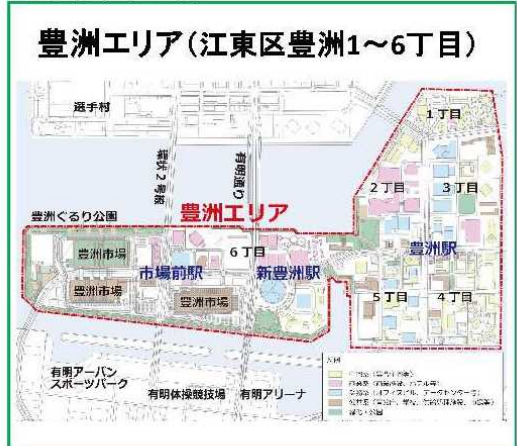 豊洲エリア(江東区豊洲1～6丁目)
選手村
環状2号線
有明通り
豊洲ぐるり公園
豊洲エリア
1丁目
2丁目
3丁目
豊洲市場
市場前駅
6丁目
新豊洲駅
豊洲駅
豊洲市場
豊洲市場
5丁目
4丁目
有明アーバン
スポーツパーク
有明体操競技場
有明アリーナ